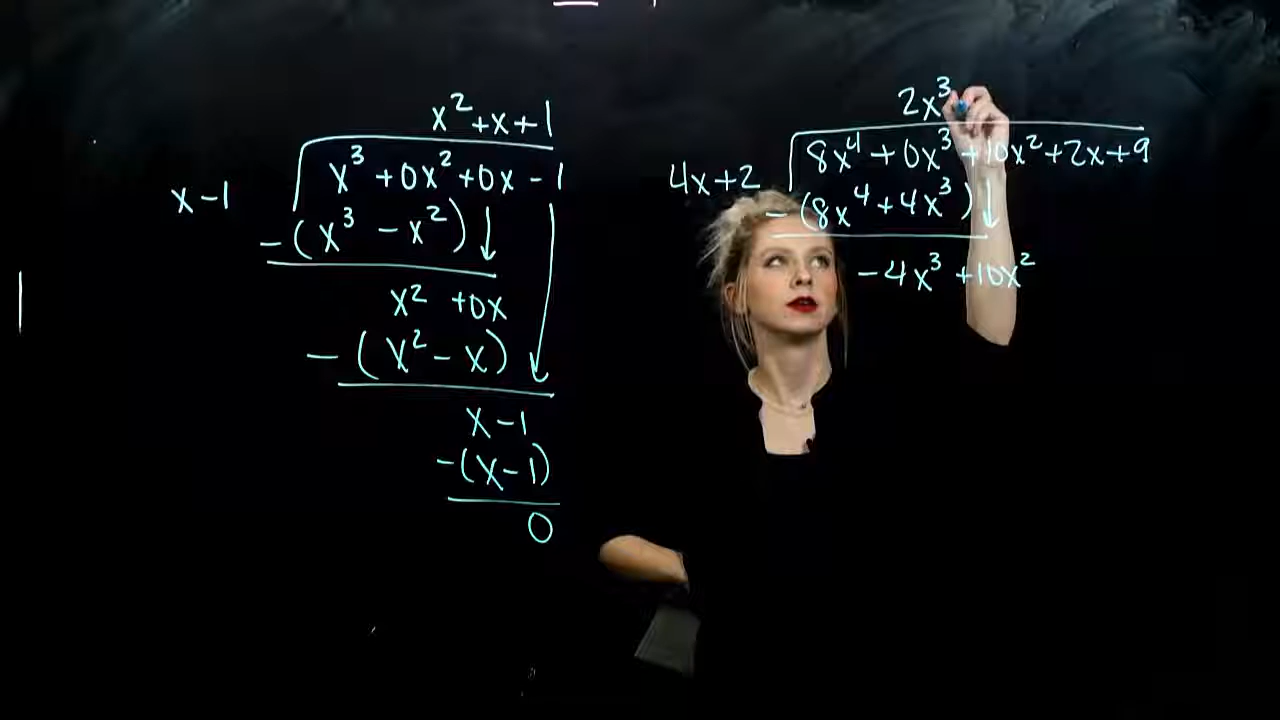 x² + x + 1
x - 1
x³ + 0x² + 0x - 1
-(x³ - x²)
x² + 0x
-(x² - x)
x - 1
-(x - 1)
0
2x³
4x + 2
8x⁴ + 0x³ + 10x² + 2x + 9
-(8x⁴ + 4x³)
-4x³ + 10x²